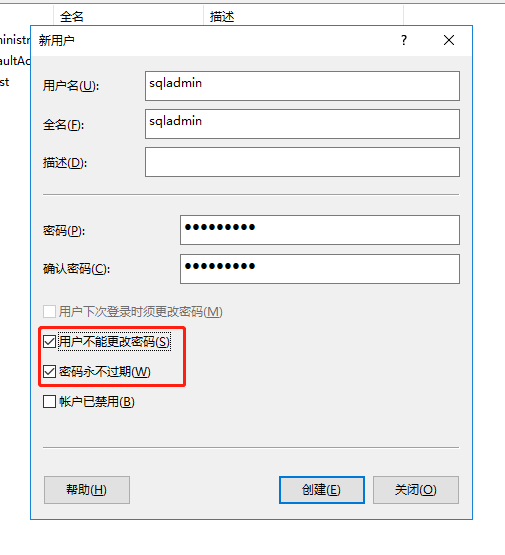 全名 描述
ministr
aultAc
st
新用户 ?
用户名(U): sqladmin
全名(F): sqladmin
描述(D):
密码(P): ●●●●●●●●●
确认密码(C): ●●●●●●●●●
用户下次登录时须更改密码(M)
用户不能更改密码(S)
密码永不过期(W)
帐户已禁用(B)
帮助(H) 创建(E) 关闭(O)